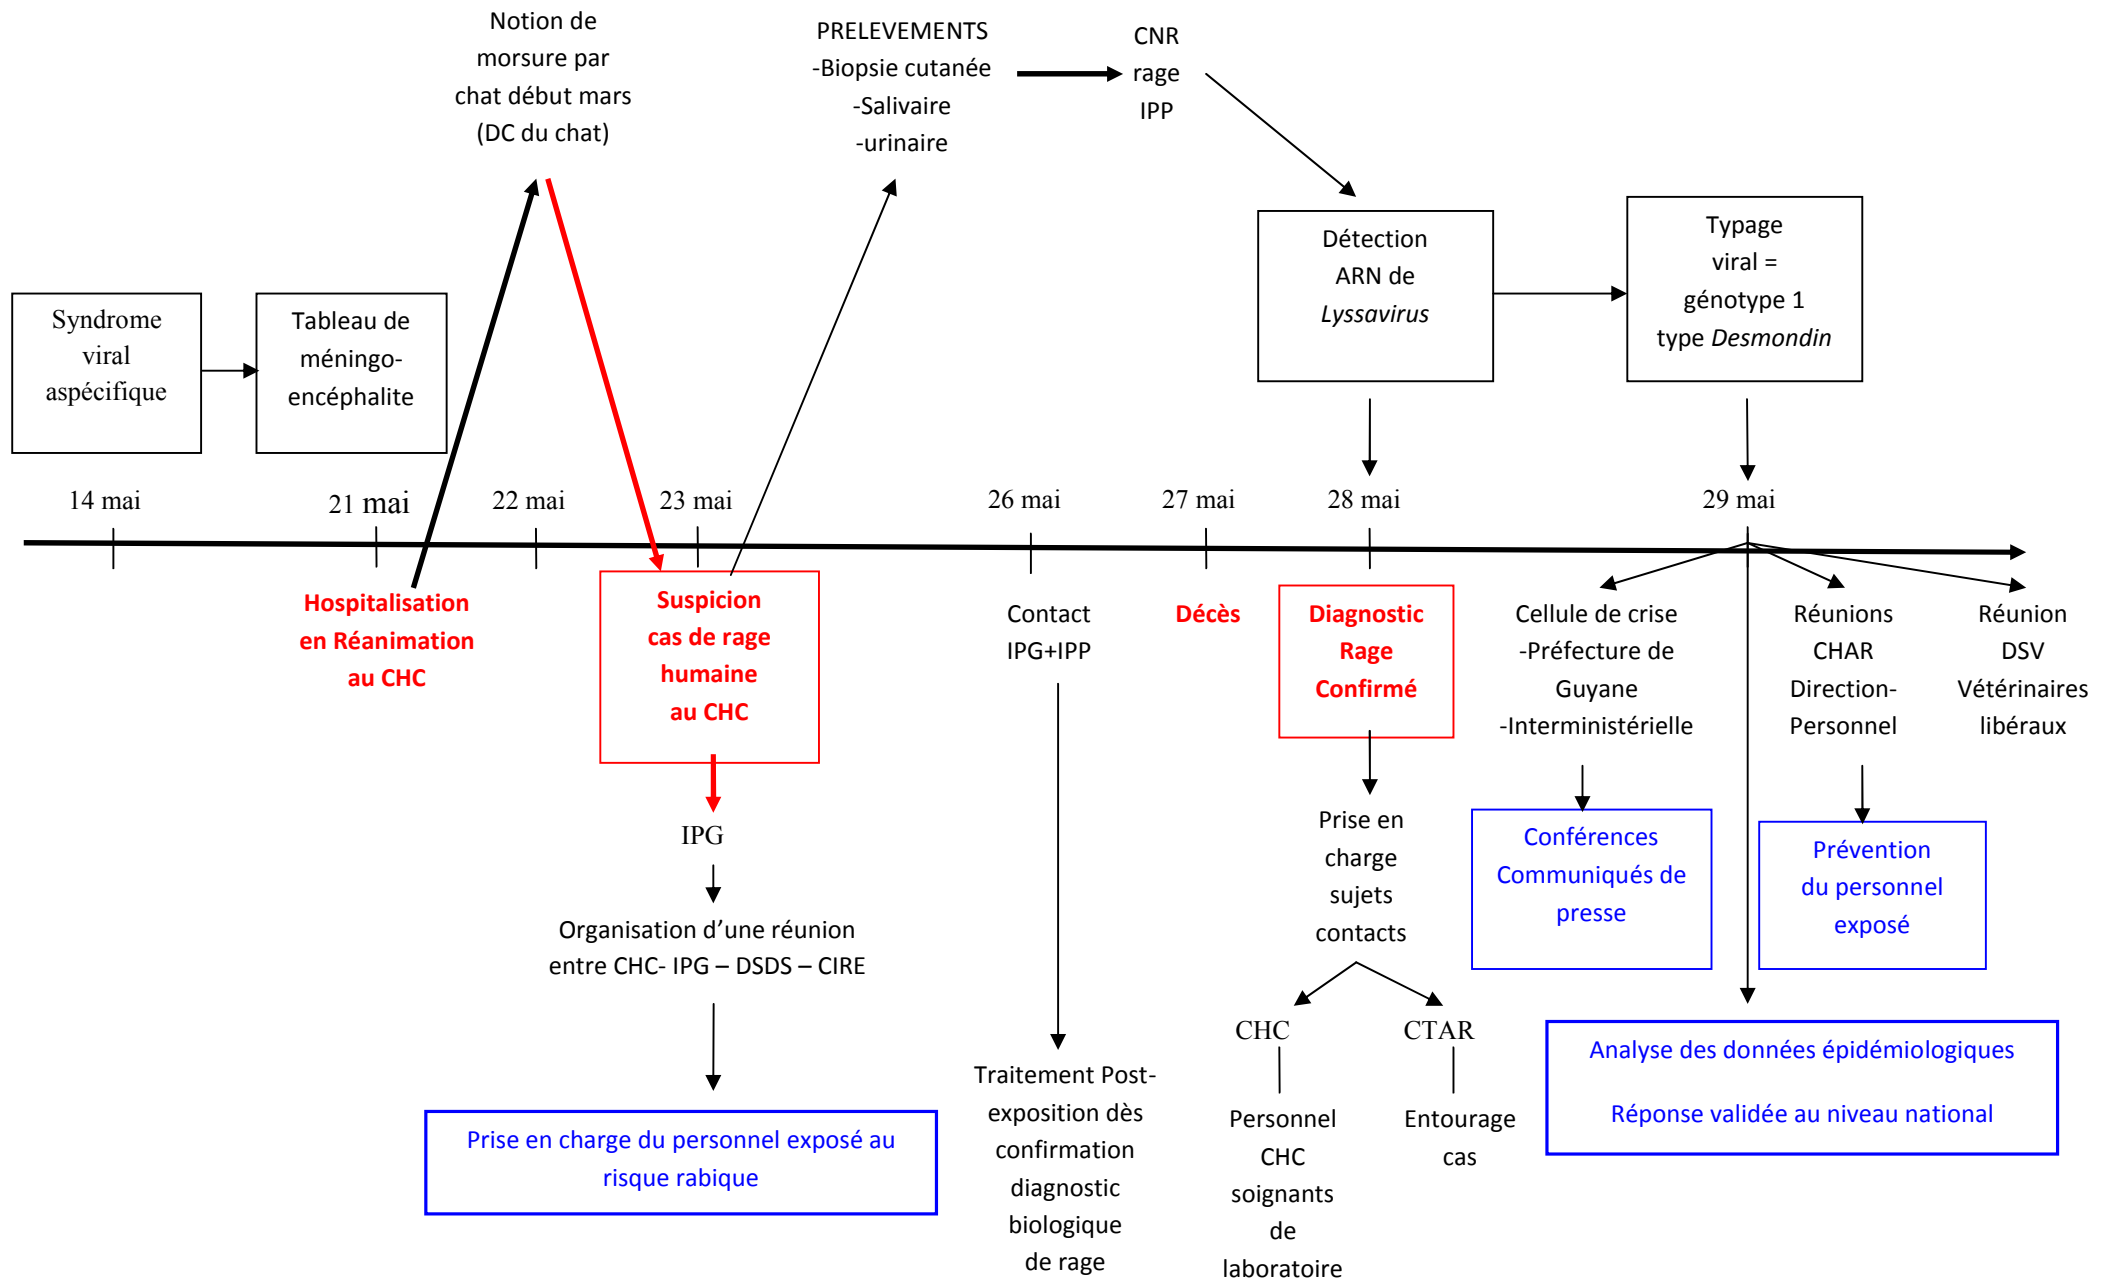 Notion de
morsure par
chat début mars
(DC du chat)
PRELEVEMENTS
-Biopsie cutanée
-Salivaire
-urinaire
CNR
rage
IPP
Détection
ARN de
Lyssavirus
Typage
viral =
génotype 1
type Desmondin
Syndrome
viral
aspécifique
Tableau de
méningo-
encéphalite
14 mai
21 mai
22 mai
23 mai
26 mai
27 mai
28 mai
29 mai
Hospitalisation
en Réanimation
au CHC
Suspicion
cas de rage
humaine
au CHC
Contact
IPG+IPP
Décès
Diagnostic
Rage
Confirmé
Cellule de crise
-Préfecture de
Guyane
-Interministérielle
Réunions
CHAR
Direction-
Personnel
Réunion
DSV
Vétérinaires
libéraux
IPG
Organisation d’une réunion
entre CHC- IPG – DSDS – CIRE
Prise en charge du personnel exposé au
risque rabique
Traitement Post-
exposition dès
confirmation
diagnostic
biologique
de rage
Prise en
charge
sujets
contacts
CHC
CTAR
Personnel
CHC
soignants
de
laboratoire
Entourage
cas
Conférences
Communiqués de
presse
Prévention
du personnel
exposé
Analyse des données épidémiologiques
Réponse validée au niveau national